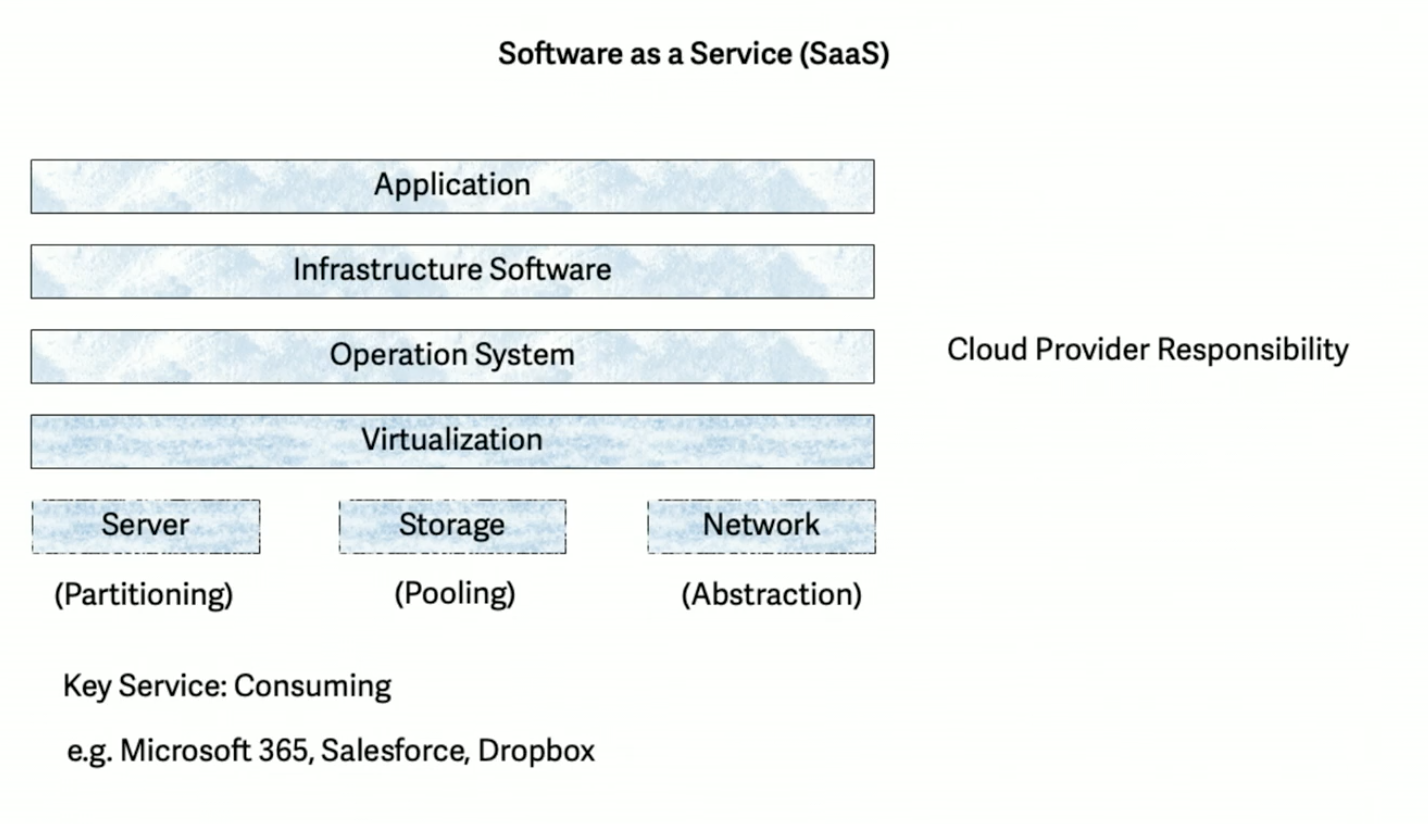 Software as a Service (SaaS)
Application
Infrastructure Software
Operation System
Cloud Provider Responsibility
Virtualization
Server
Storage
Network
(Partitioning)
(Pooling)
(Abstraction)
Key Service: Consuming
e.g. Microsoft 365, Salesforce, Dropbox